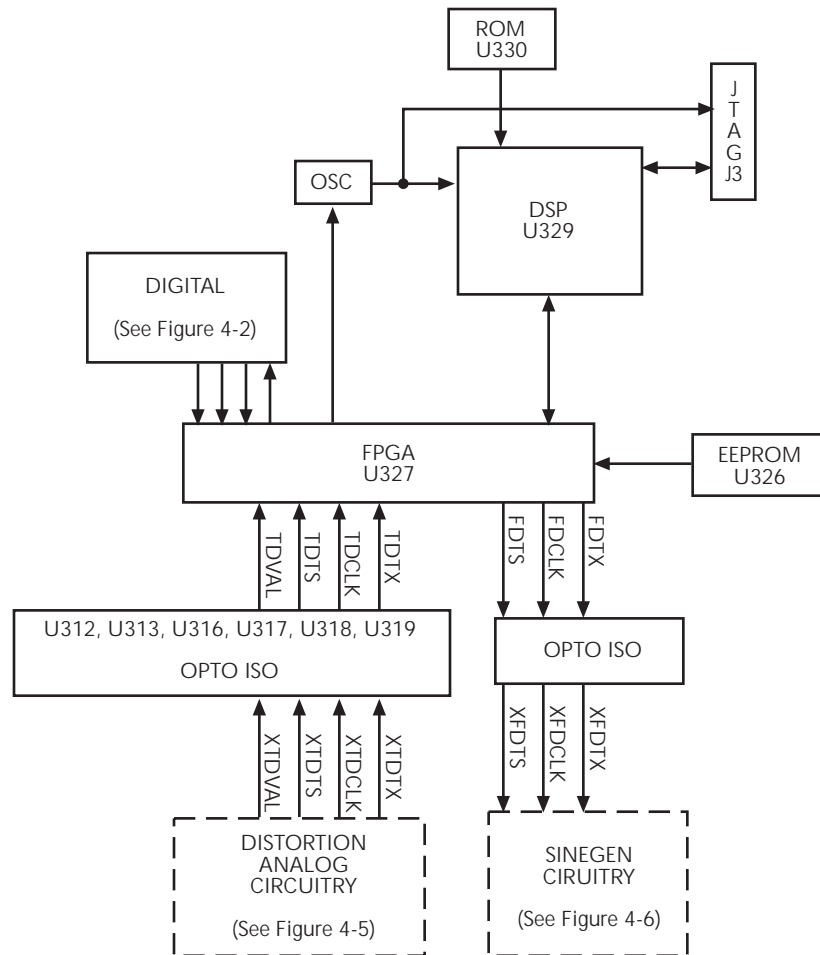 ROM
U330
J
T
A
G
J3
OSC
DSP
U329
DIGITAL
(See Figure 4-2)
FPGA
U327
EEPROM
U326
TDVAL
TDTS
TDCLK
TDTX
FDTS
FDCLK
FDTX
U312, U313, U316, U317, U318, U319
OPTO ISO
OPTO ISO
XTDVAL
XTDTS
XTDCLK
XTDTX
XFDTS
XFDCLK
XFDTX
DISTORTION
ANALOG
CIRCUITRY
(See Figure 4-5)
SINEGEN
CIRUITRY
(See Figure 4-6)